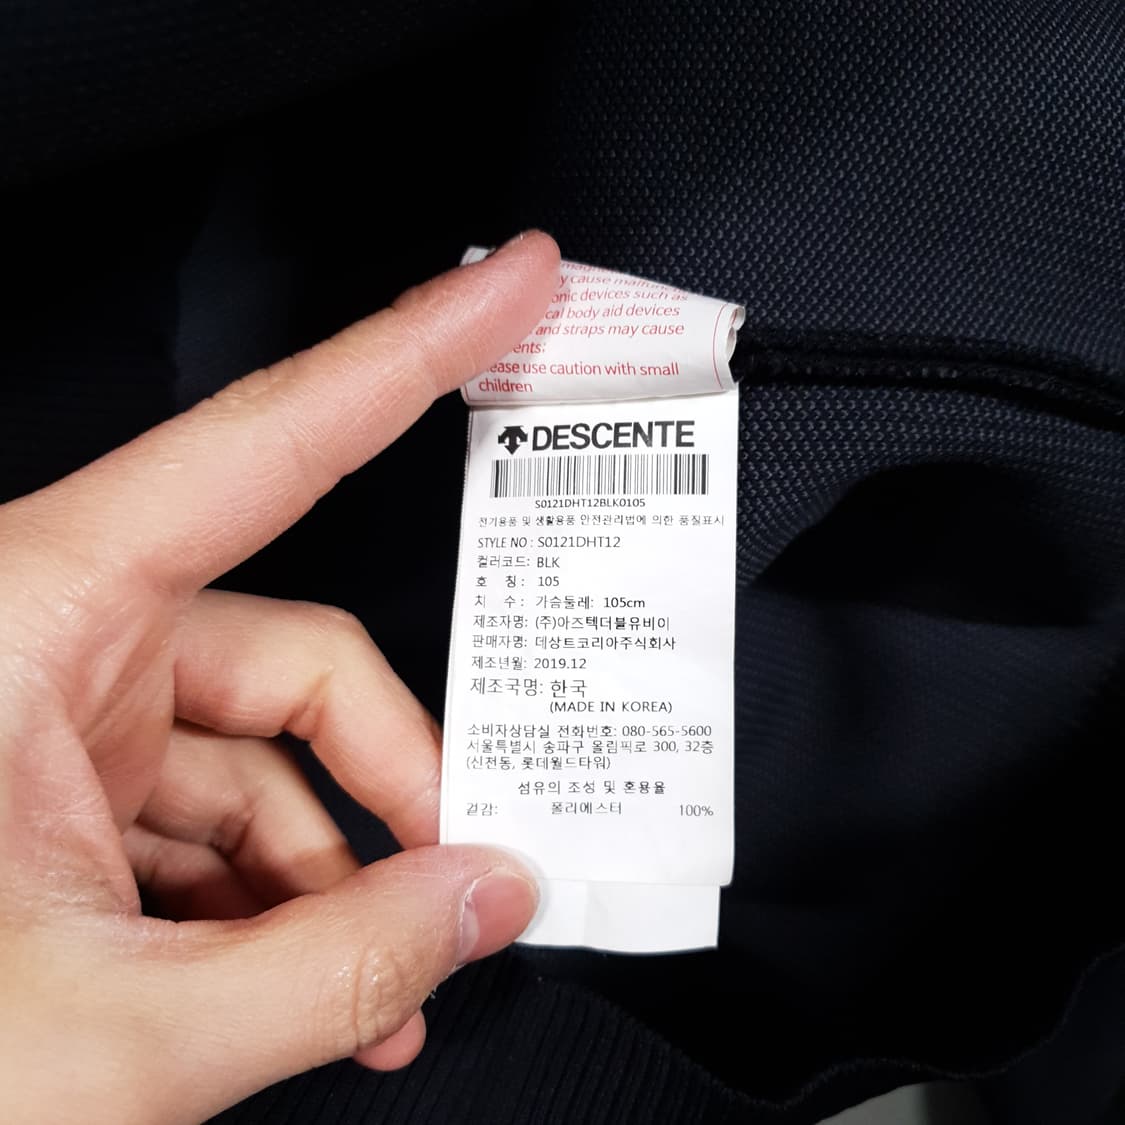 y cause malfunc
onic devices such as
cal body aid devices
and straps may cause
ents;
ease use caution with small
children
DESCENTE
S0121DHT12BLK0105
전기용품 및 생활용품 안전관리법에 의한 품질표시
STYLE NO : S0121DHT12
컬러코드: BLK
호 칭 : 105
치 수 : 가슴둘레: 105cm
제조자명: (주)아즈텍더블유비이
판매자명: 데상트코리아주식회사
제조년월: 2019.12
제조국명: 한국
(MADE IN KOREA)
소비자상담실 전화번호: 080-565-5600
서울특별시 송파구 올림픽로 300, 32층
(신천동, 롯데월드타워)
섬유의 조성 및 혼용율
겉감: 폴리에스터 100%